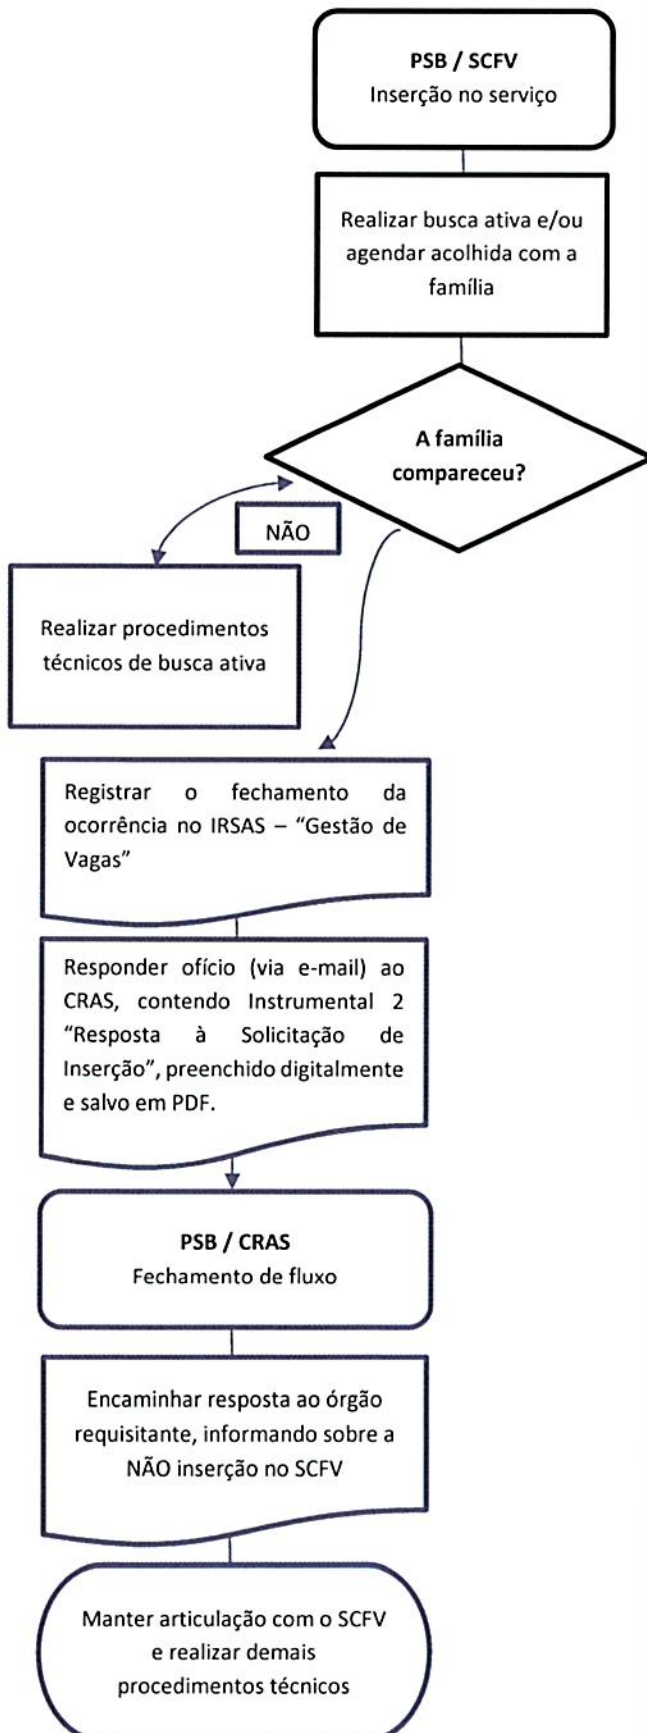 PSB / SCFV
Inserção no serviço
Realizar busca ativa e/ou
agendar acolhida com a
família
A família
compareceu?
NÃO
Realizar procedimentos
técnicos de busca ativa
Registrar o fechamento da
ocorrência no IRSAS – “Gestão de
Vagas”
Responder ofício (via e-mail) ao
CRAS, contendo Instrumental 2
“Resposta à Solicitação de
Inserção”, preenchido digitalmente
e salvo em PDF.
PSB / CRAS
Fechamento de fluxo
Encaminhar resposta ao órgão
requisitante, informando sobre a
NÃO inserção no SCFV
Manter articulação com o SCFV
e realizar demais
procedimentos técnicos